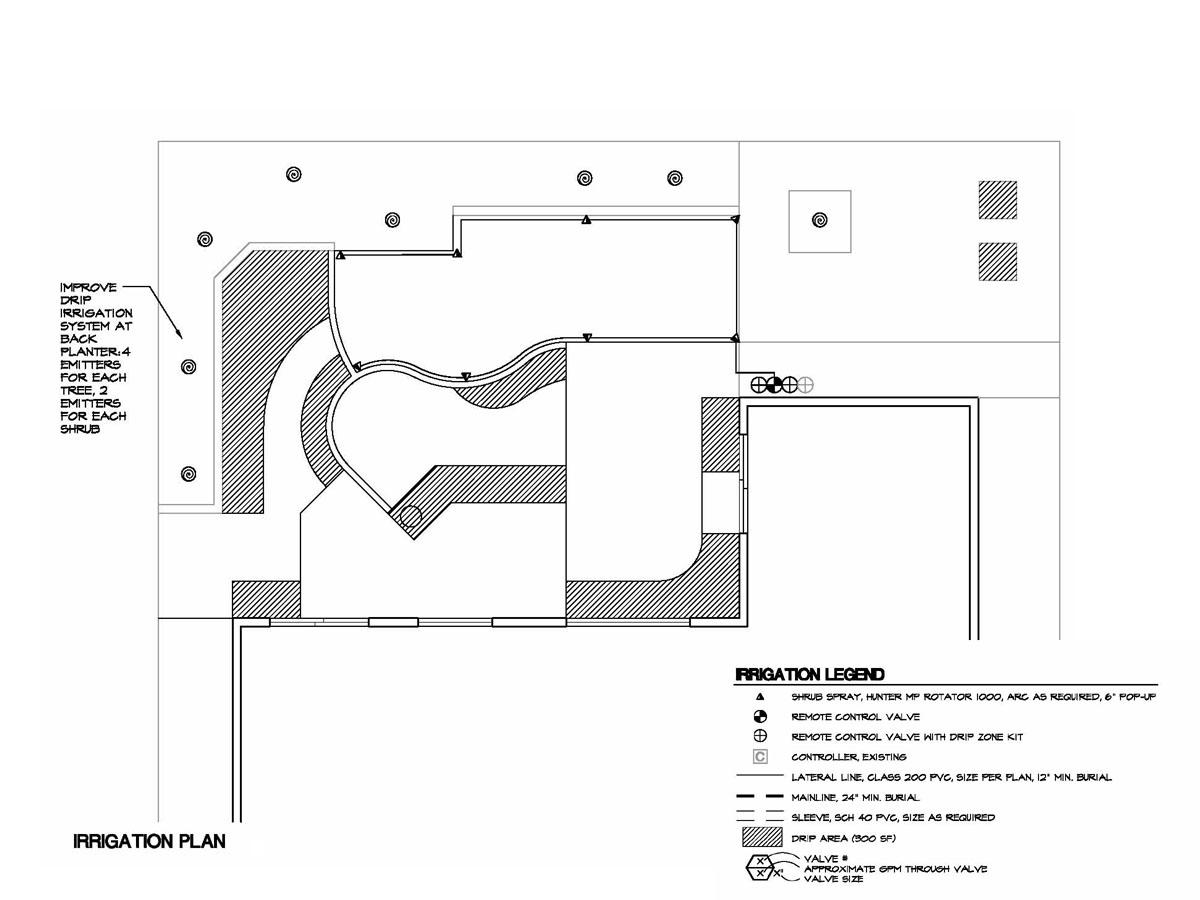 IMPROVE
DRIP
IRRIGATION
SYSTEM AT
BACK
PLANTER: 4
EMITTERS
FOR EACH
TREE, 2
EMITTERS
FOR EACH
SHRUB
IRRIGATION LEGEND
SHRUB SPRAY, HUNTER MP ROTATOR 1000, ARC AS REQUIRED, 6" POP-UP
REMOTE CONTROL VALVE
REMOTE CONTROL VALVE WITH DRIP ZONE KIT
C CONTROLLER, EXISTING
LATERAL LINE, CLASS 200 PVC, SIZE PER PLAN, 12" MIN. BURIAL
MAINLINE, 24" MIN. BURIAL
SLEEVE, SCH 40 PVC, SIZE AS REQUIRED
DRIP AREA (300 SF)
X VALVE #
APPROXIMATE GPM THROUGH VALVE
X X" VALVE SIZE
IRRIGATION PLAN